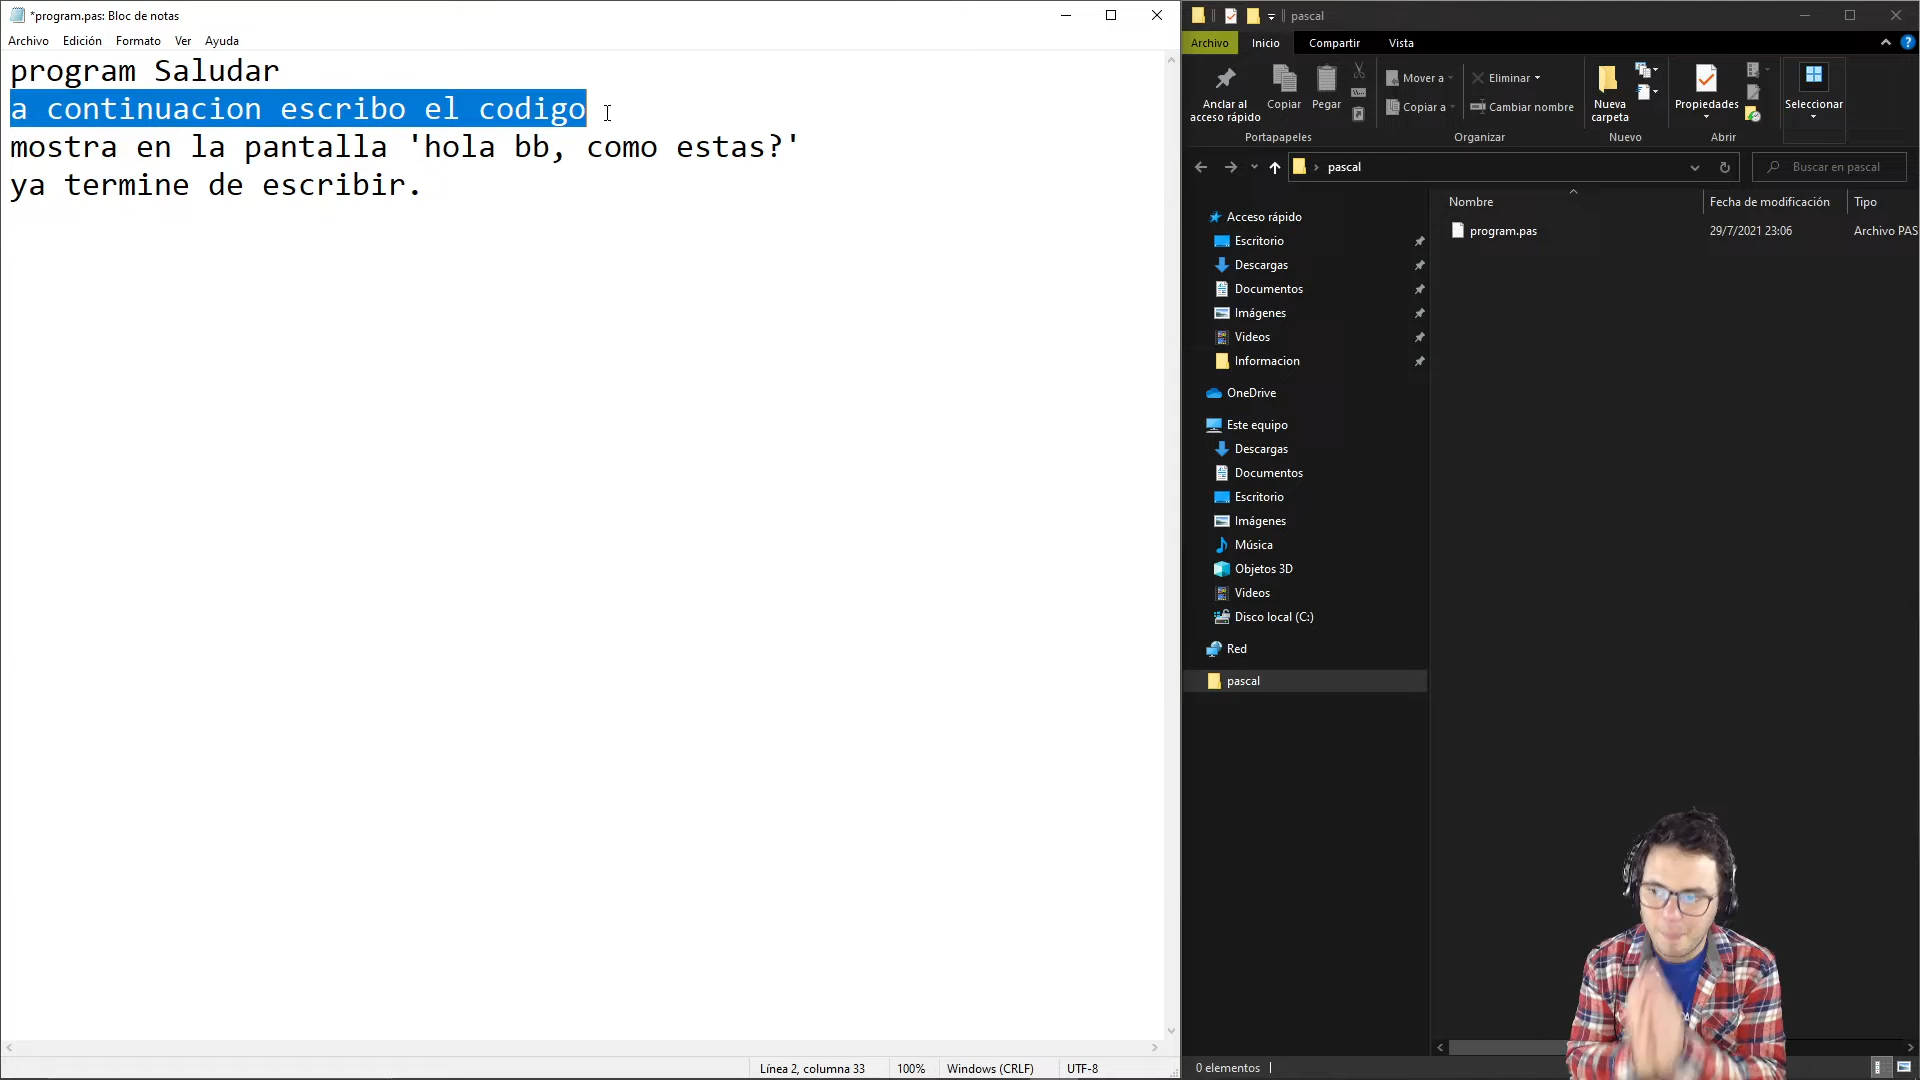 *program.pas: Bloc de notas
Archivo Edición Formato Ver Ayuda
program Saludar
a continuacion escribo el codigo
mostra en la pantalla 'hola bb, como estas?'
ya termine de escribir.
Línea 2, columna 33 100% Windows (CRLF) UTF-8
pascal
Archivo Inicio Compartir Vista
Anclar al acceso rápido
Copiar
Pegar
Portapapeles
Mover a
Copiar a
Eliminar
Cambiar nombre
Organizar
Nueva carpeta
Nuevo
Propiedades
Abrir
Seleccionar
pascal
Buscar en pascal
Nombre Fecha de modificación Tipo
program.pas 29/7/2021 23:06 Archivo PAS
Acceso rápido
Escritorio
Descargas
Documentos
Imágenes
Videos
Informacion
OneDrive
Este equipo
Descargas
Documentos
Escritorio
Imágenes
Música
Objetos 3D
Videos
Disco local (C:)
Red
pascal
0 elementos